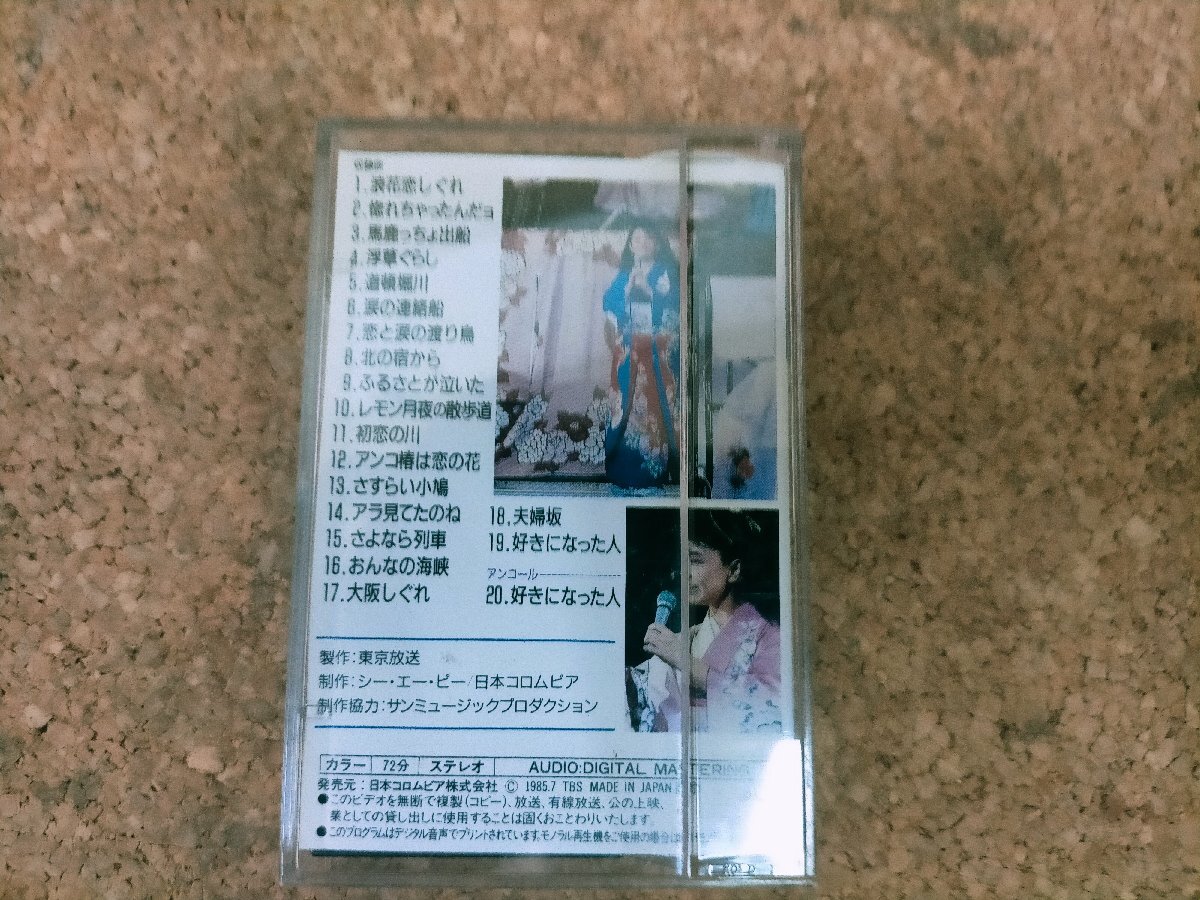 収録曲
1.浪花恋しぐれ
2.惚れちゃったんだョ
3.馬鹿っちょ出船
4.浮草ぐらし
5.道頓堀川
6.涙の連絡船
7.恋と涙の渡り鳥
8.北の宿から
9.ふるさとが泣いた
10.レモン月夜の散歩道
11.初恋の川
12.アンコ椿は恋の花
13.さすらい小鳩
14.アラ見てたのね
15.さよなら列車
16.おんなの海峡
17.大阪しぐれ
18.夫婦坂
19.好きになった人
アンコール
20.好きになった人
製作:東京放送
制作:シー・エー・ピー/日本コロムビア
制作協力:サンミュージックプロダクション
カラー 72分 ステレオ AUDIO:DIGITAL MASTERING
発売元:日本コロムビア株式会社 © 1985.7 TBS MADE IN JAPAN
●このビデオを無断で複製(コピー)、放送、有線放送、公の上映、
業としての貸し出しに使用することは固くおことわりいたします。
●このプログラムはデジタル音声でプリントされています。モノラル再生機をご使用の場合は